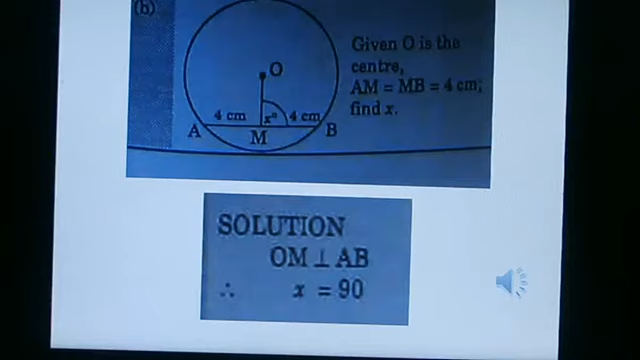 (h)
Given O is the
centre,
AM = MB = 4 cm;
find x.
O
4 cm
x°
4 cm
A
M
B
SOLUTION
OM ⊥ AB
∴ x = 90